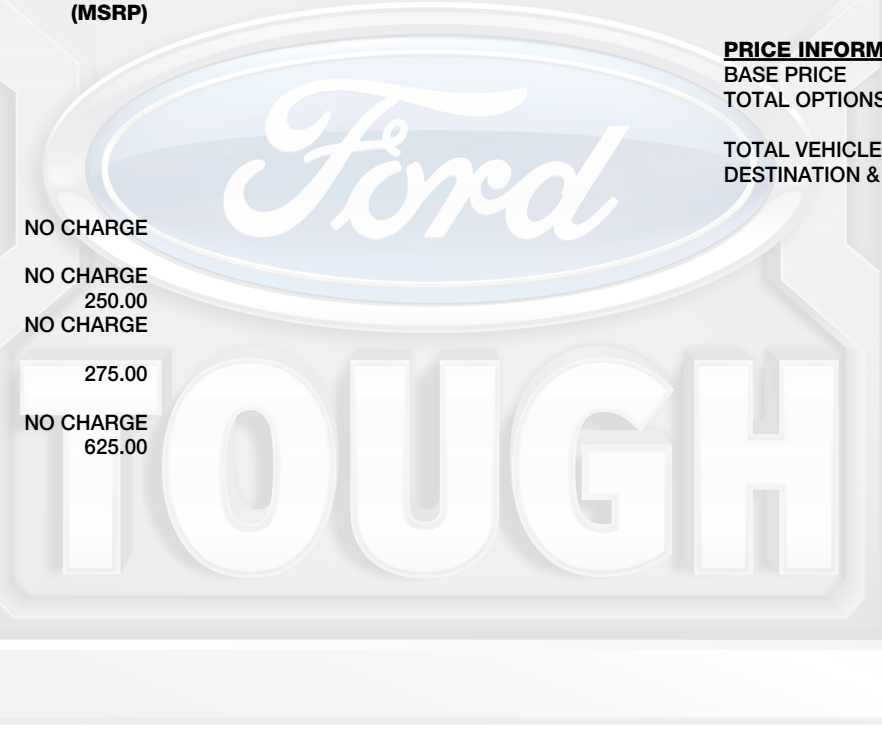 (MSRP)
NO CHARGE
NO CHARGE
250.00
NO CHARGE
275.00
NO CHARGE
625.00
PRICE INFORM
BASE PRICE
TOTAL OPTIONS
TOTAL VEHICLE
DESTINATION &
Ford
TOUGH